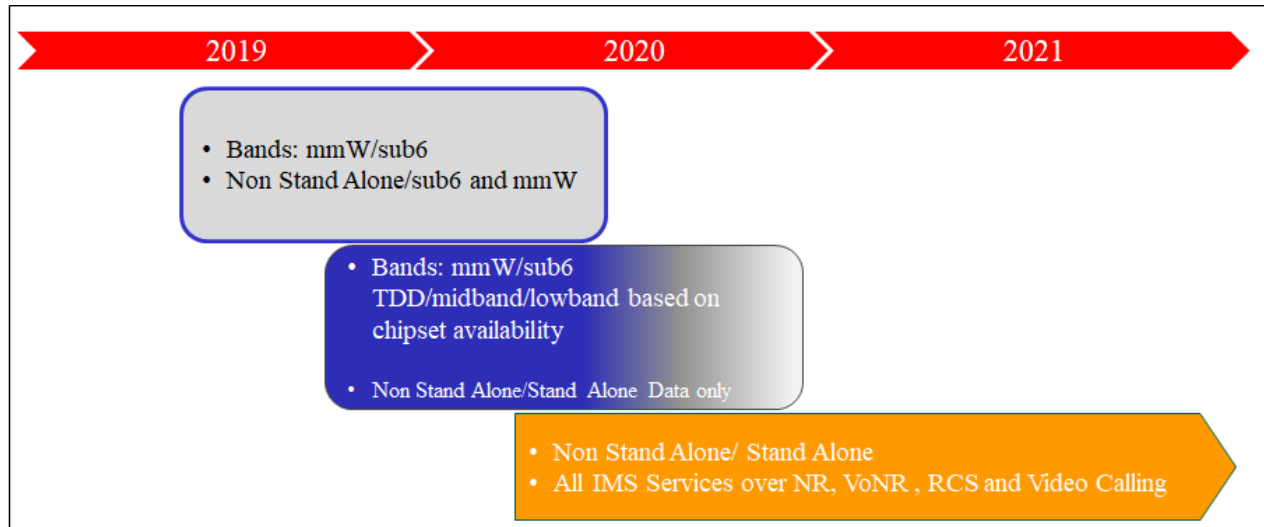 2019 2020 2021
• Bands: mmW/sub6
• Non Stand Alone/sub6 and mmW
• Bands: mmW/sub6
TDD/midband/lowband based on
chipset availability
• Non Stand Alone/Stand Alone Data only
• Non Stand Alone/ Stand Alone
• All IMS Services over NR, VoNR , RCS and Video Calling